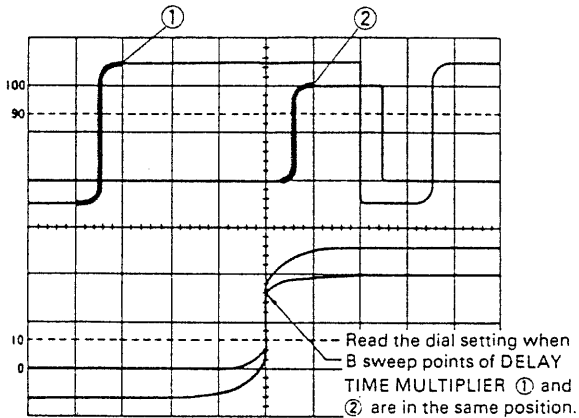 ①
②
100
90
10
0
Read the dial setting when
B sweep points of DELAY
TIME MULTIPLIER ① and
② are in the same position.